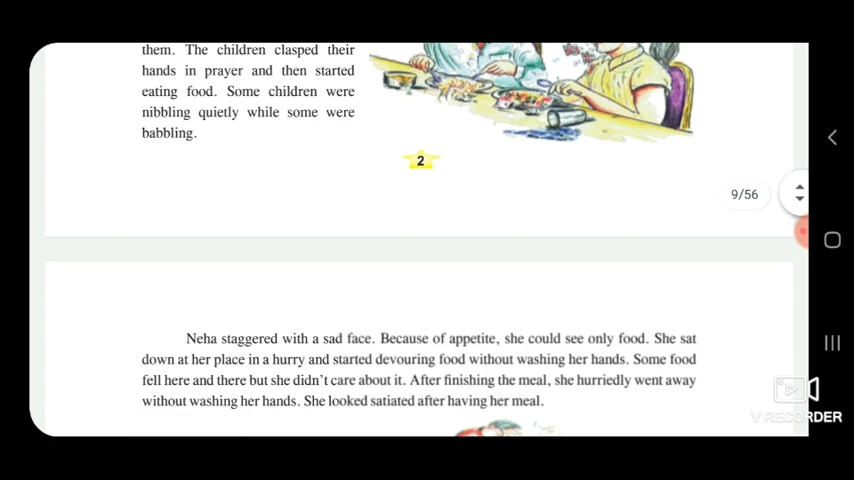 them. The children clasped their
hands in prayer and then started
eating food. Some children were
nibbling quietly while some were
babbling.
2
9/56
Neha staggered with a sad face. Because of appetite, she could see only food. She sat
down at her place in a hurry and started devouring food without washing her hands. Some food
fell here and there but she didn't care about it. After finishing the meal, she hurriedly went away
without washing her hands. She looked satiated after having her meal.
V RECORDER